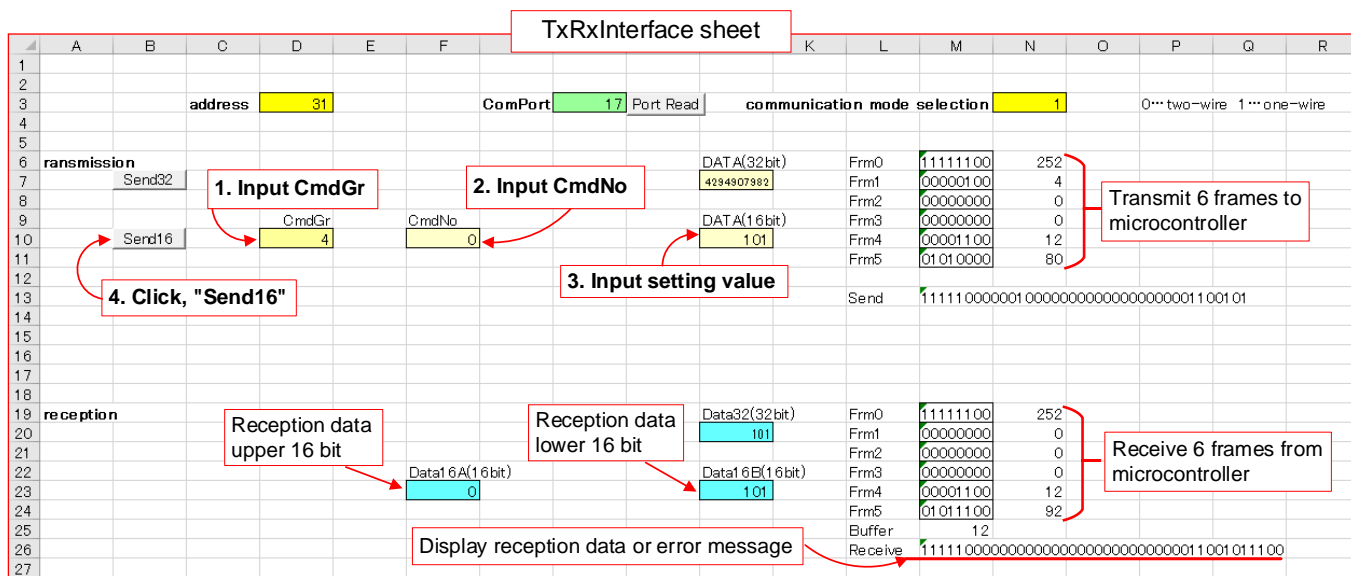 TxRxInterface sheet
A B C D E F K L M N O P Q R
1
2
3 address 31 ComPort 17 Port Read communication mode selection 1 0…two-wire 1…one-wire
4
5
6 ransmission DATA(32bit) Frm0 11111100 252
7 Send32 4294907982 Frm1 00000100 4
1. Input CmdGr
2. Input CmdNo
Transmit 6 frames to
microcontroller
8 Frm2 00000000 0
9 CmdGr CmdNo DATA(16bit) Frm3 00000000 0
10 Send16 4 0 101 Frm4 00001100 12
11 Frm5 01010000 80
12
3. Input setting value
4. Click, "Send16"
13 Send 11111000000100000000000000000001100101
14
15
16
17
18
19 reception Data32(32bit) Frm0 11111100 252
20 101 Frm1 00000000 0
Reception data
upper 16 bit
Reception data
lower 16 bit
Receive 6 frames from
microcontroller
21 Frm2 00000000 0
22 Data16A(16bit) Data16B(16bit) Frm3 00000000 0
23 0 101 Frm4 00001100 12
24 Frm5 01011100 92
25 Buffer 12
Display reception data or error message
26 Receive 111110000000000000000000000000011001011100
27